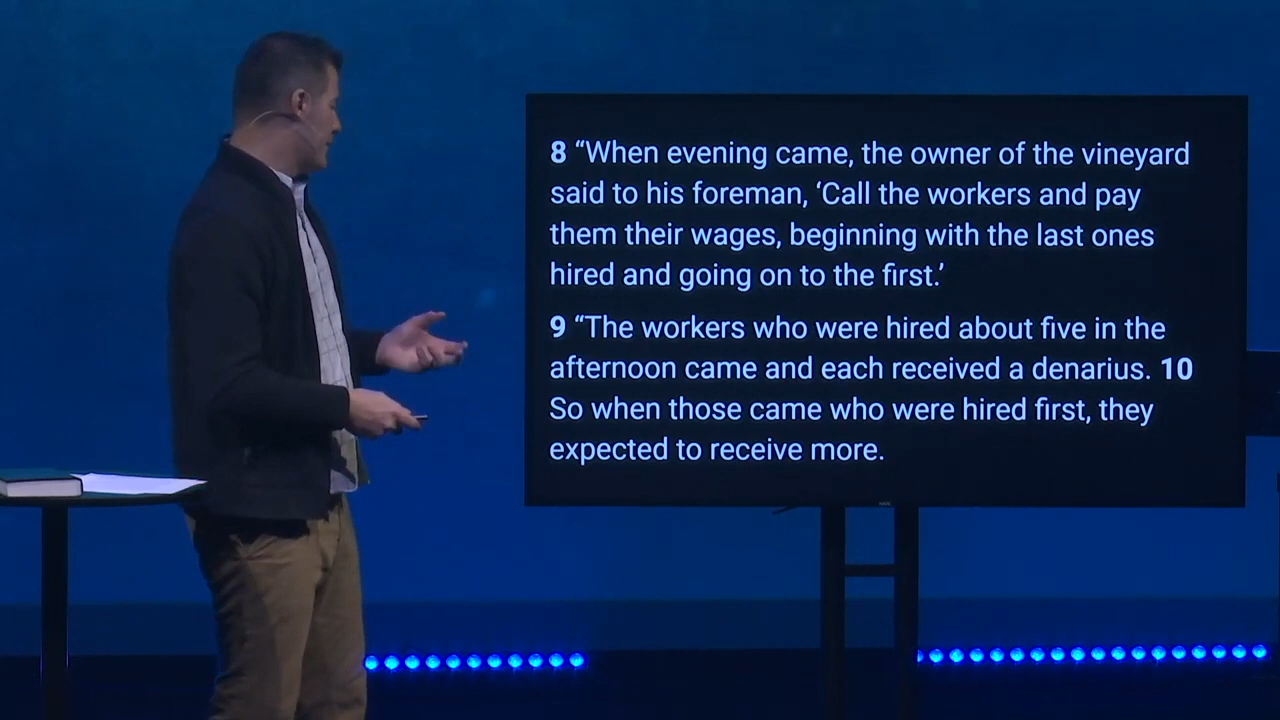 8 “When evening came, the owner of the vineyard
said to his foreman, ‘Call the workers and pay
them their wages, beginning with the last ones
hired and going on to the first.’
9 “The workers who were hired about five in the
afternoon came and each received a denarius. 10
So when those came who were hired first, they
expected to receive more.